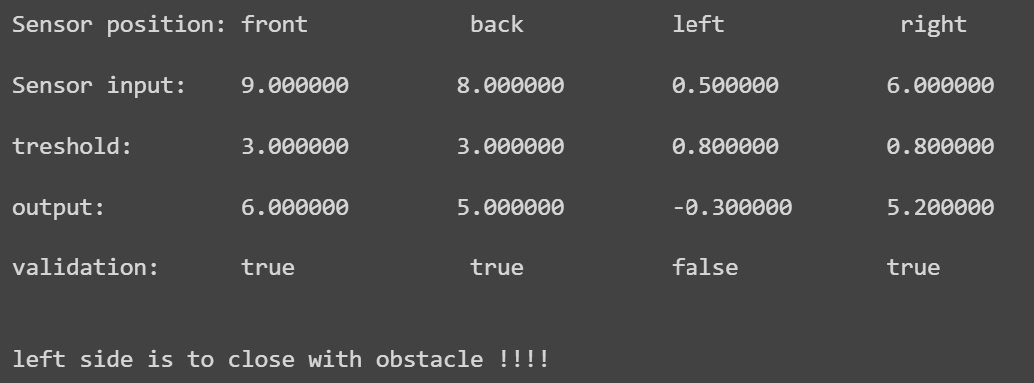 Sensor position: front back left right
Sensor input: 9.000000 8.000000 0.500000 6.000000
treshold: 3.000000 3.000000 0.800000 0.800000
output: 6.000000 5.000000 -0.300000 5.200000
validation: true true false true
left side is to close with obstacle !!!!